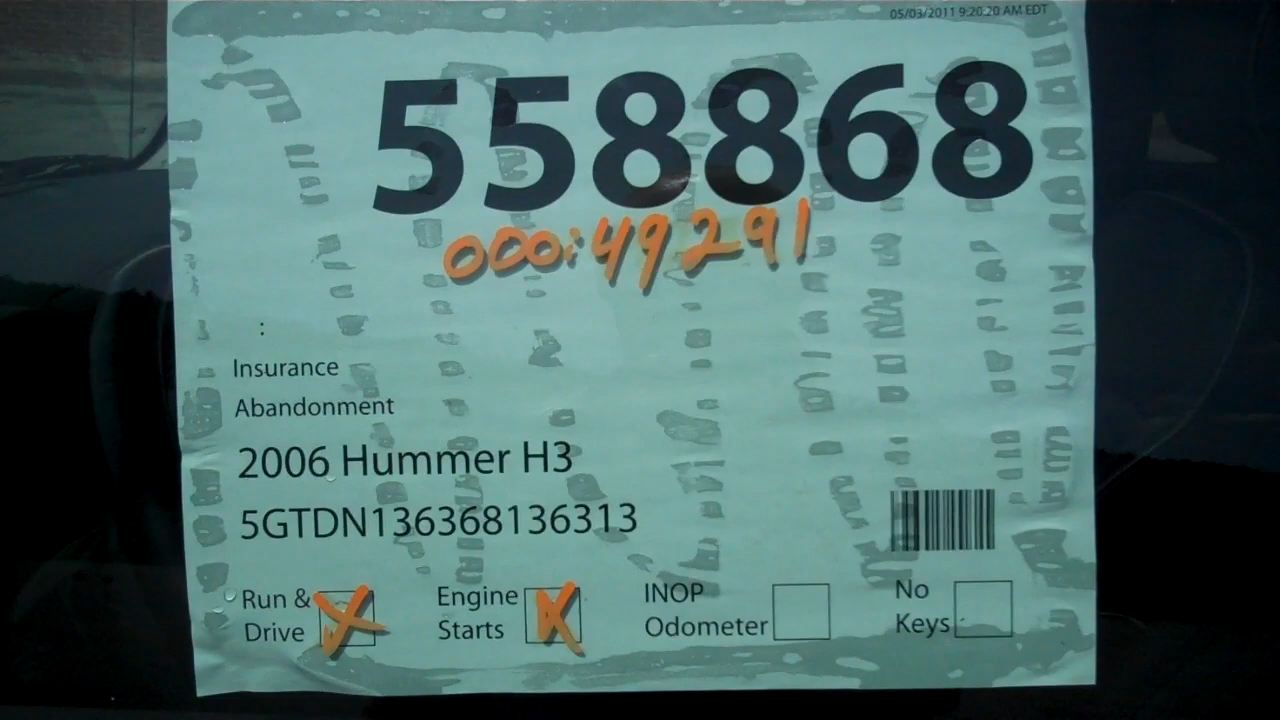 05/03/2011 9:20:20 AM EDT
558868
000:49291
:
Insurance
Abandonment
2006 Hummer H3
5GTDN136368136313
Run & Drive X Engine Starts X INOP Odometer No Keys